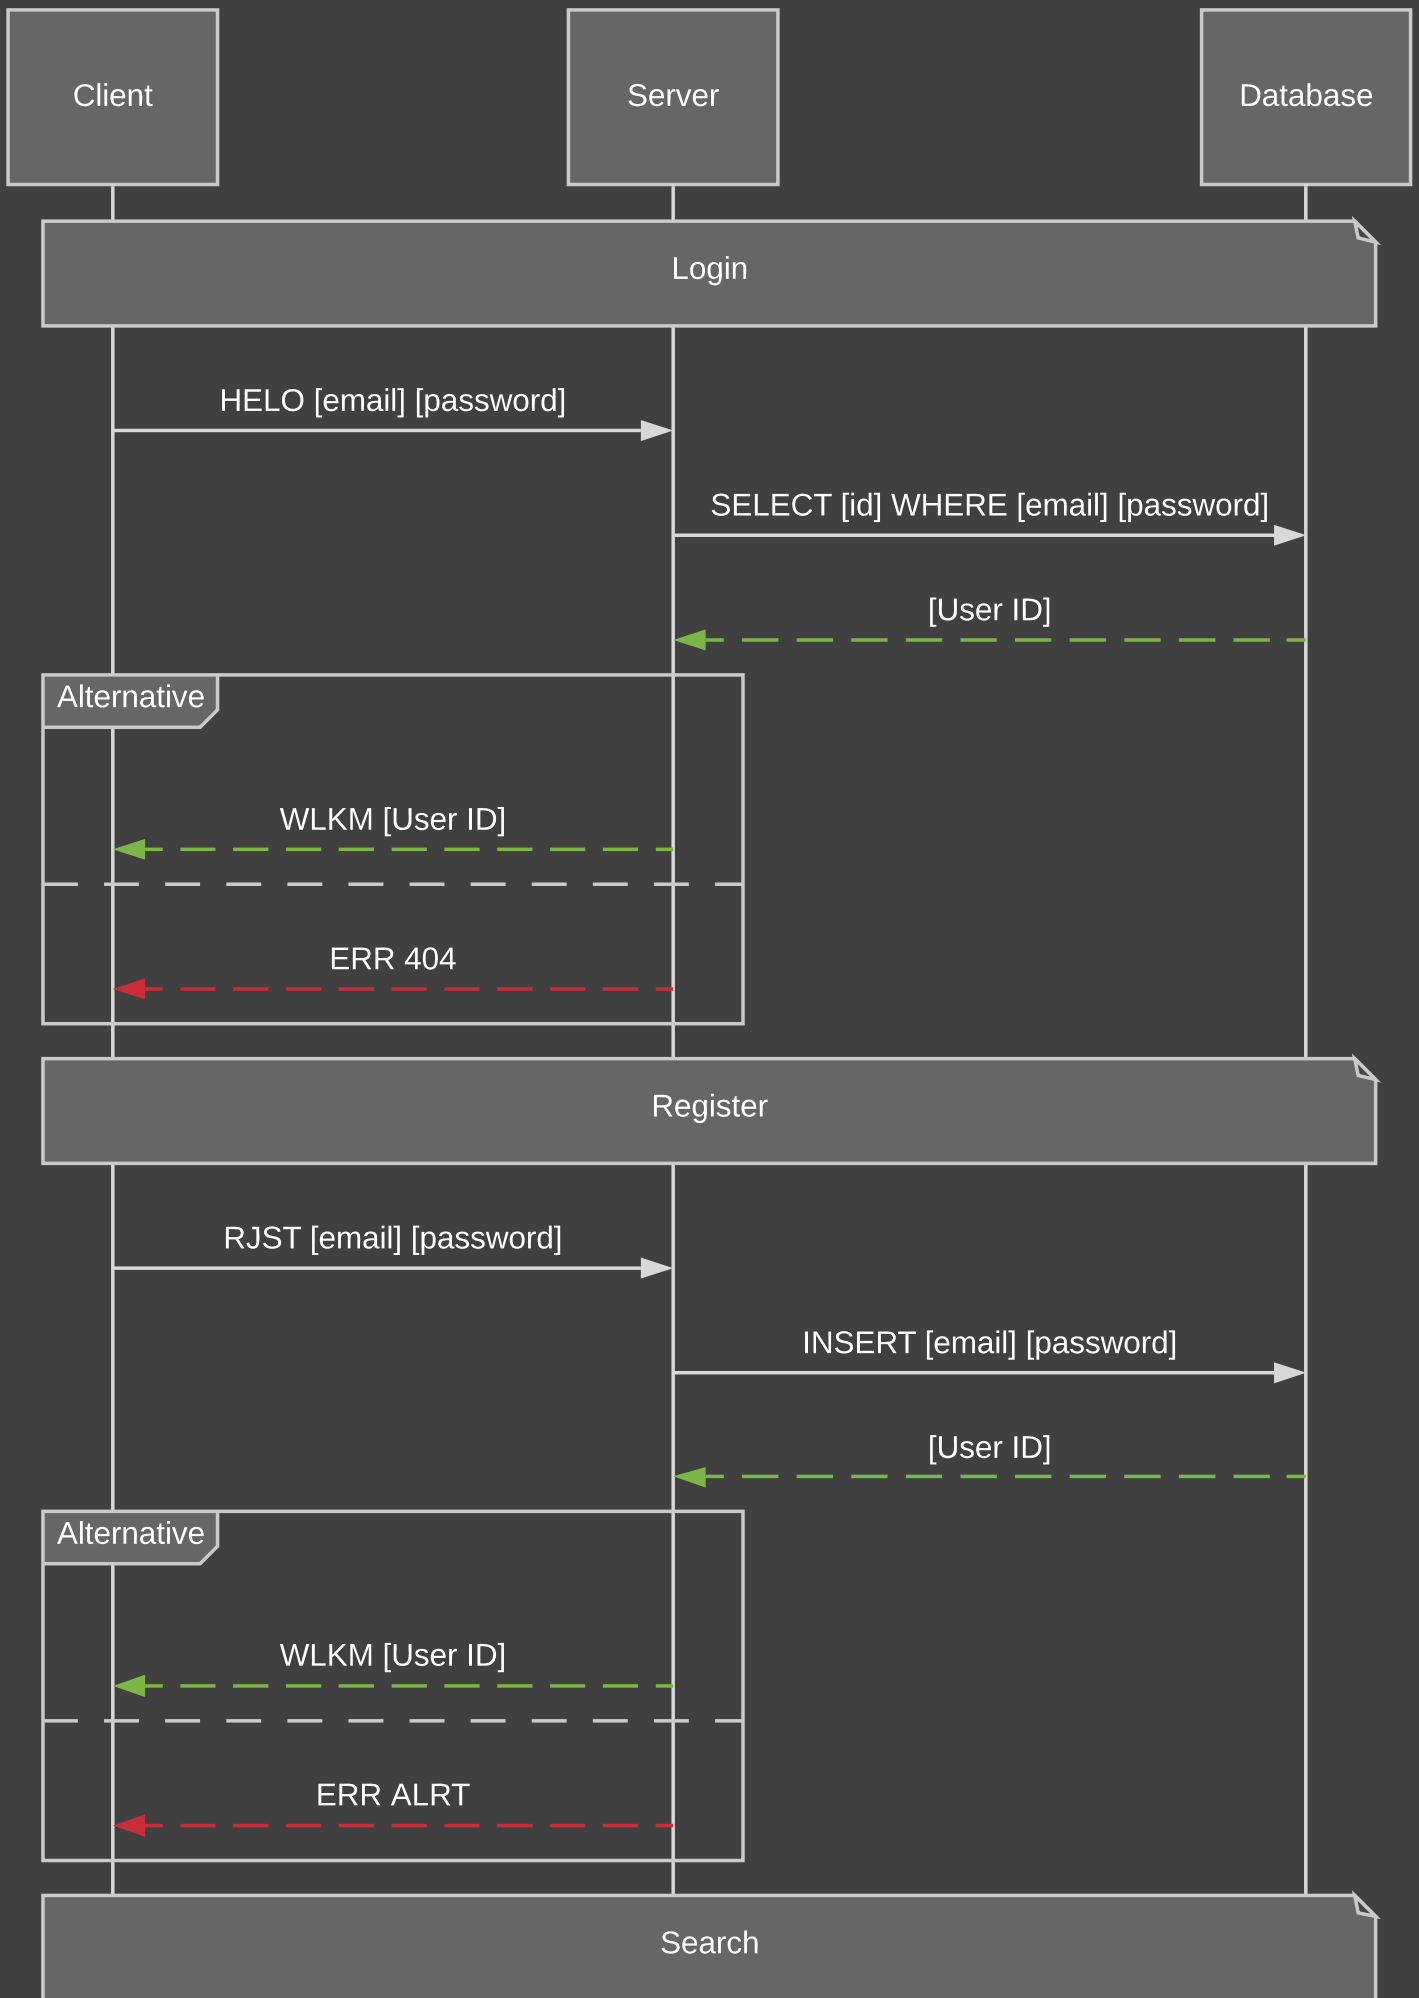 Client
Server
Database
Login
HELO [email] [password]
SELECT [id] WHERE [email] [password]
[User ID]
Alternative
WLKM [User ID]
ERR 404
Register
RJST [email] [password]
INSERT [email] [password]
[User ID]
Alternative
WLKM [User ID]
ERR ALRT
Search